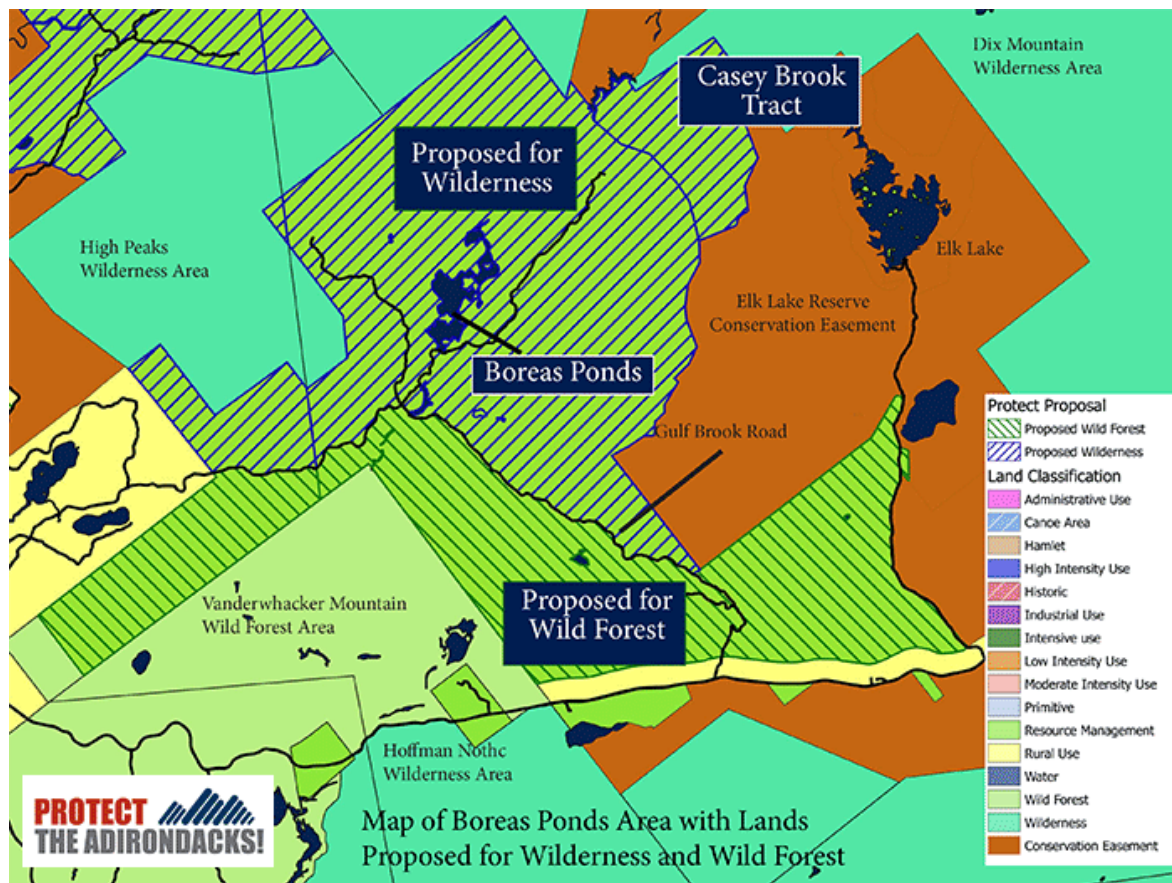 Dix Mountain
Wilderness Area
Casey Brook
Tract
Proposed for
Wilderness
High Peaks
Wilderness Area
Elk Lake
Elk Lake Reserve
Conservation Easement
Boreas Ponds
Gulf Brook Road
Proposed for
Wild Forest
Vanderwhacker Mountain
Wild Forest Area
Hoffman Nothc
Wilderness Area
Protect Proposal
Proposed Wild Forest
Proposed Wilderness
Land Classification
Administrative Use
Canoe Area
Hamlet
High Intensity Use
Historic
Industrial Use
Intensive use
Low Intensity Use
Moderate Intensity Use
Primitive
Resource Management
Rural Use
Water
Wild Forest
Wilderness
Conservation Easement
PROTECT
THE ADIRONDACKS!
Map of Boreas Ponds Area with Lands
Proposed for Wilderness and Wild Forest